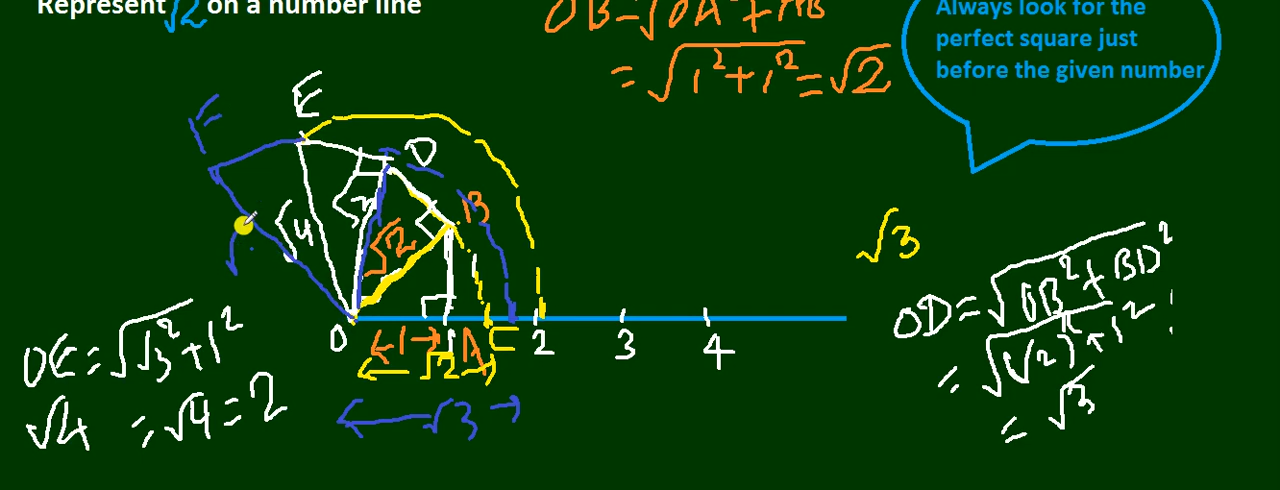 Represent √2 on a number line
OB = √OA² + AB²
= √1² + 1² = √2
Always look for the
perfect square just
before the given number
E
F
D
B
√4
√3
√2
1
√3
O
A
C
2
3
4
1
√2
√3
OE = √√3² + 1²
√4 = √4 = 2
OD = √OB² + BD²
= √(√2)² + 1²
= √3